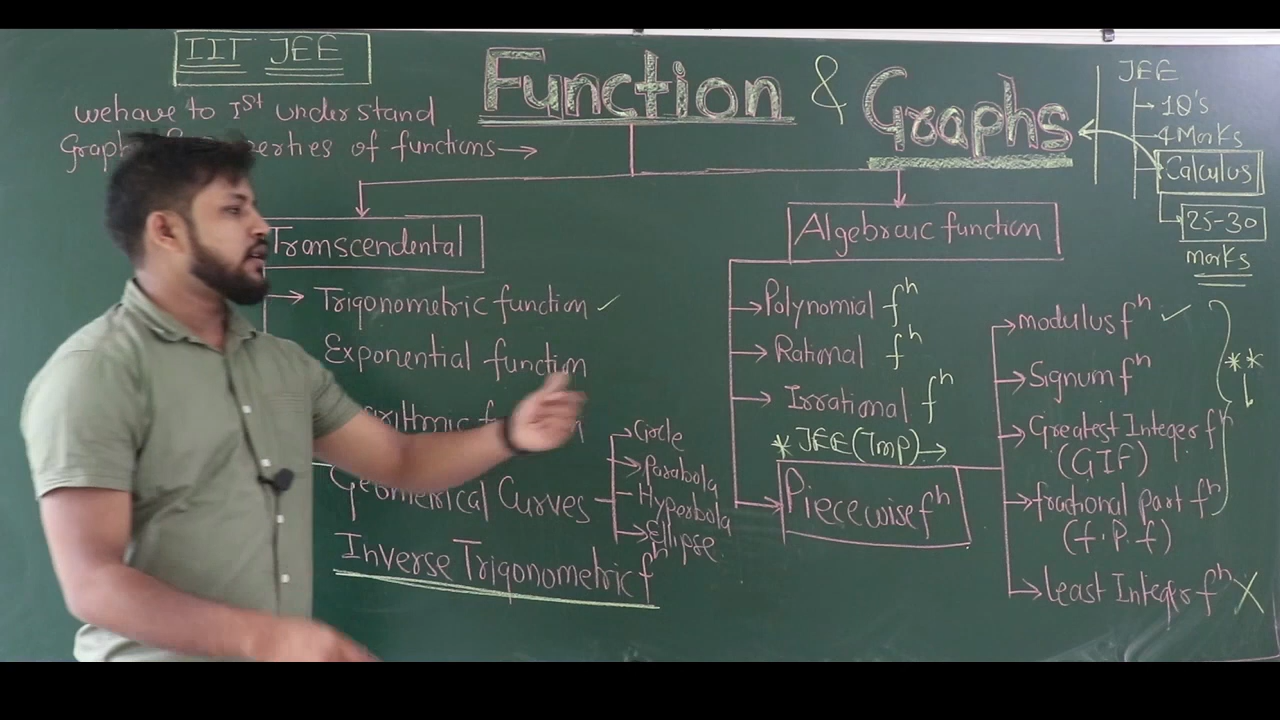 IIT JEE
Function & Graphs
we have to Ist understand
of functions →
JEE
10's
4 Marks
Calculus
25-30
marks
Transcendental
Trigonometric function ✓
Exponential function
Geomerical Curves
Circle
Parabola
Hyperbola
Ellipse
Inverse Trigonometric fn
Algebraic function
Polynomial fn
Rational fn
Irrational fn
* JEE (Imp) →
Piecewise fn
modulus fn ✓
Signum fn
Greatest Integer fn
(GIF)
fractional part fn
(f.P.f)
Least Integer fn X
**